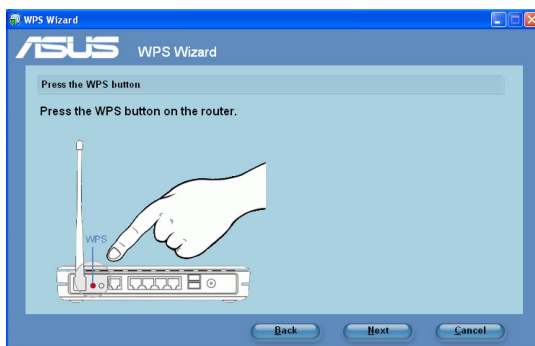 WPS Wizard
ASUS WPS Wizard
Press the WPS button
Press the WPS button on the router.
WPS
Back Next Cancel